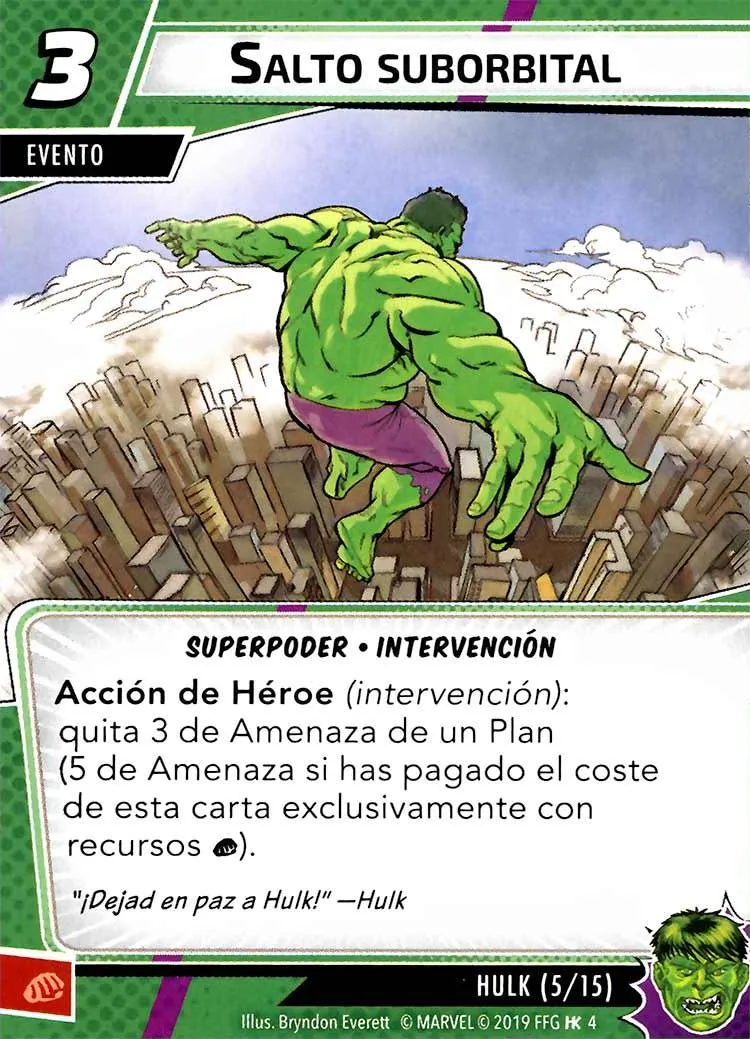 3
SALTO SUBORBITAL
EVENTO
SUPERPODER • INTERVENCIÓN
Acción de Héroe (intervención):
quita 3 de Amenaza de un Plan
(5 de Amenaza si has pagado el coste
de esta carta exclusivamente con
recursos ).
"¡Dejad en paz a Hulk!" —Hulk
HULK (5/15)
Illus. Bryndon Everett © MARVEL © 2019 FFG HK 4